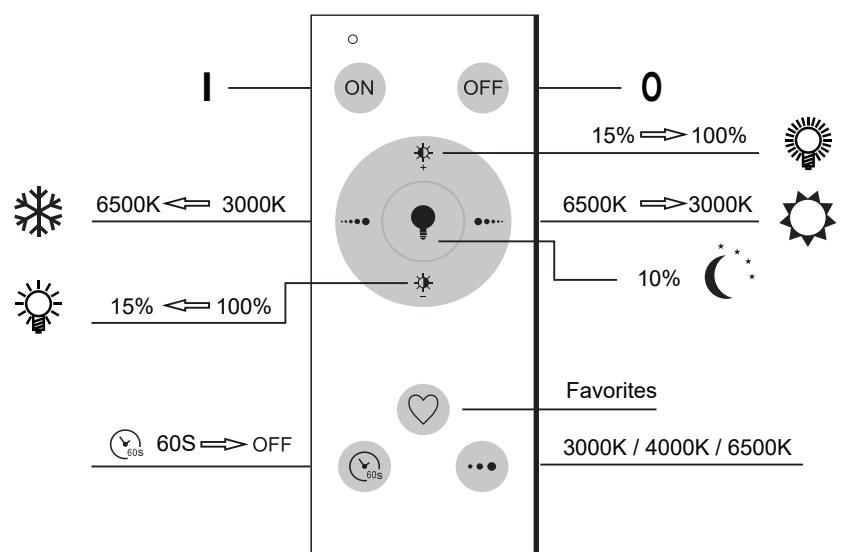 I ON OFF 0
15% 100%
6500K 3000K
6500K 3000K
10%
15% 100%
+
−
Favorites
60s 60S OFF
3000K / 4000K / 6500K
60s